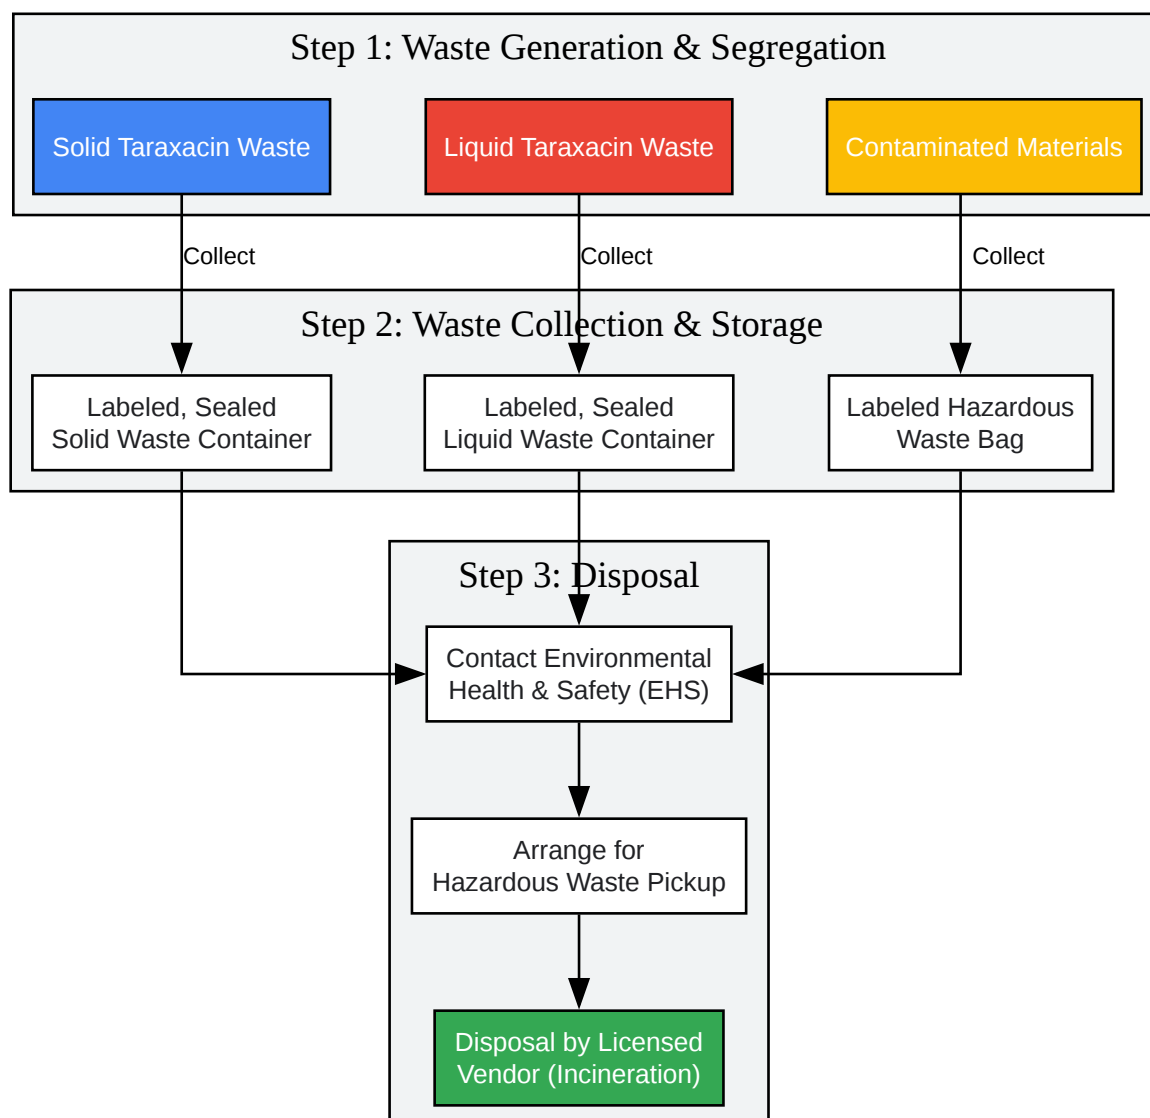 Step 1: Waste Generation & Segregation
Solid Taraxacin Waste
Liquid Taraxacin Waste
Contaminated Materials
Collect
Collect
Collect
Step 2: Waste Collection & Storage
Labeled, Sealed
Solid Waste Container
Labeled, Sealed
Liquid Waste Container
Labeled Hazardous
Waste Bag
Step 3: Disposal
Contact Environmental
Health & Safety (EHS)
Arrange for
Hazardous Waste Pickup
Disposal by Licensed
Vendor (Incineration)